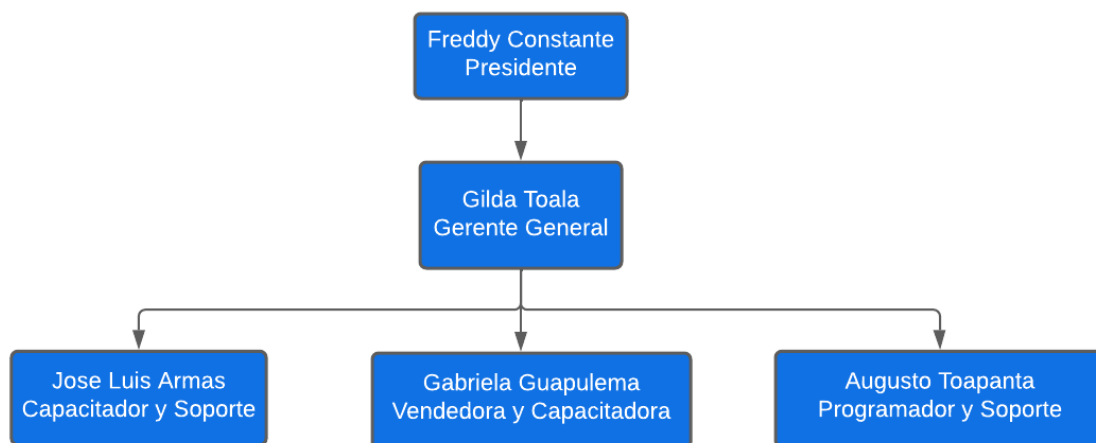 Freddy Constante
Presidente
Gilda Toala
Gerente General
Jose Luis Armas
Capacitador y Soporte
Gabriela Guapulema
Vendedora y Capacitadora
Augusto Toapanta
Programador y Soporte